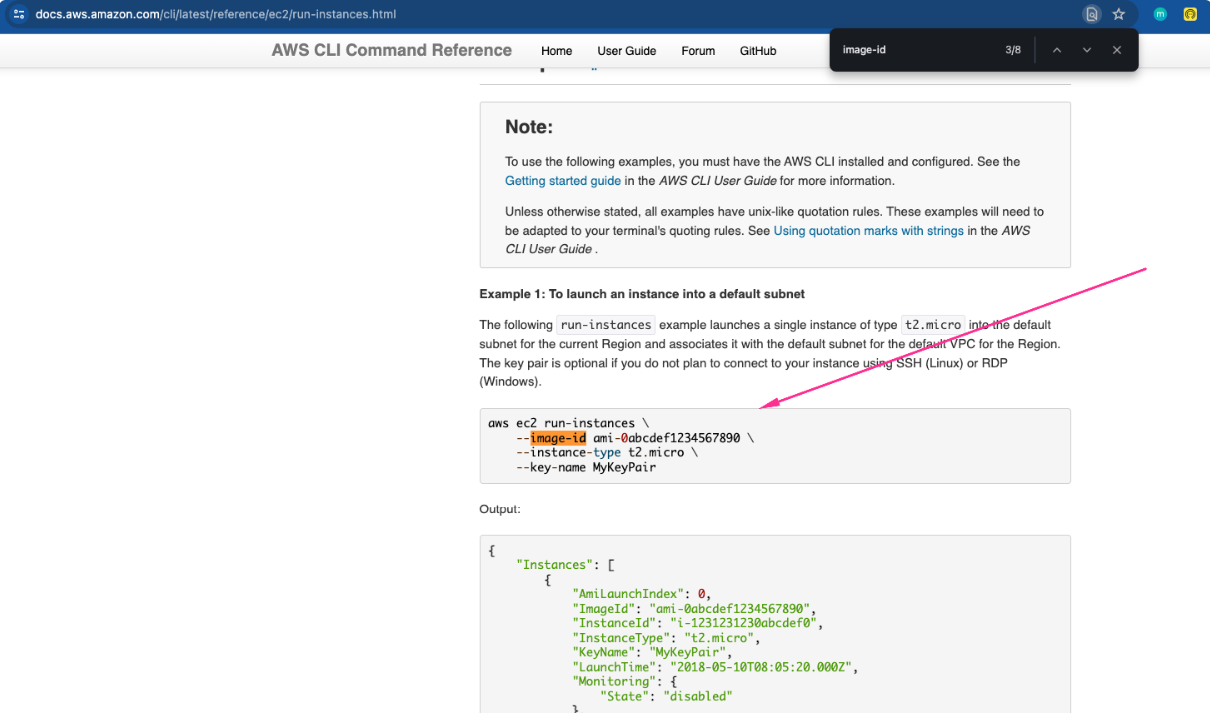 docs.aws.amazon.com/cli/latest/reference/ec2/run-instances.html
m
AWS CLI Command Reference Home User Guide Forum GitHub
image-id 3/8
Note:
To use the following examples, you must have the AWS CLI installed and configured. See the
Getting started guide in the AWS CLI User Guide for more information.
Unless otherwise stated, all examples have unix-like quotation rules. These examples will need to
be adapted to your terminal's quoting rules. See Using quotation marks with strings in the AWS
CLI User Guide .
Example 1: To launch an instance into a default subnet
The following run-instances example launches a single instance of type t2.micro into the default
subnet for the current Region and associates it with the default subnet for the default VPC for the Region.
The key pair is optional if you do not plan to connect to your instance using SSH (Linux) or RDP
(Windows).
aws ec2 run-instances \
    --image-id ami-0abcdef1234567890 \
    --instance-type t2.micro \
    --key-name MyKeyPair
Output:
{
    "Instances": [
        {
            "AmiLaunchIndex": 0,
            "ImageId": "ami-0abcdef1234567890",
            "InstanceId": "i-1231231230abcdef0",
            "InstanceType": "t2.micro",
            "KeyName": "MyKeyPair",
            "LaunchTime": "2018-05-10T08:05:20.000Z",
            "Monitoring": {
                "State": "disabled"
            }